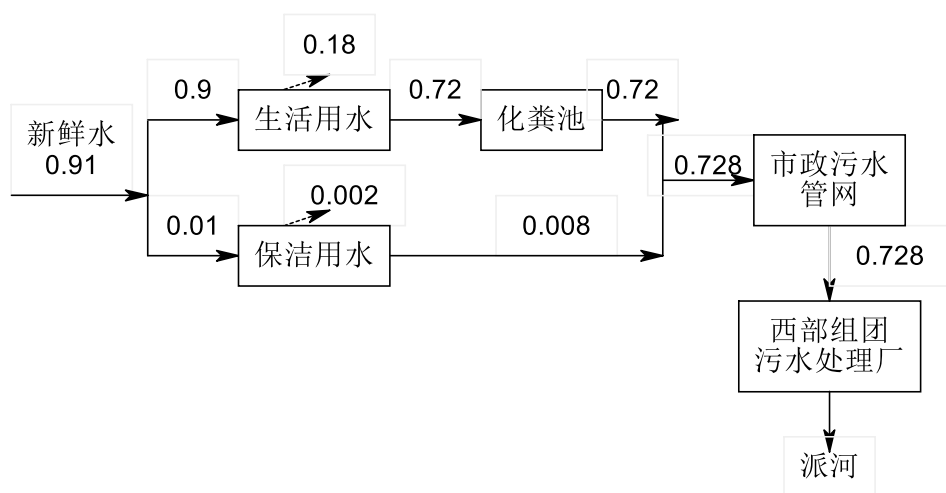 0.18
0.9
0.72
0.72
生活用水
化粪池
新鲜水
0.91
0.728
市政污水
管网
0.002
0.01
0.008
保洁用水
0.728
西部组团
污水处理厂
派河